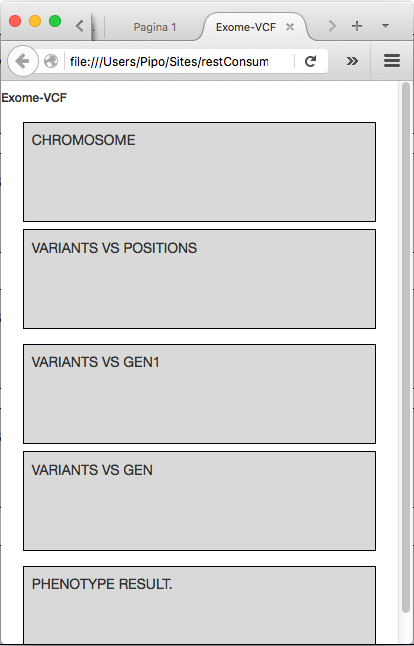 Pagina 1
Exome-VCF
file:///Users/Pipo/Sites/restConsum
Exome-VCF
CHROMOSOME
VARIANTS VS POSITIONS
VARIANTS VS GEN1
VARIANTS VS GEN
PHENOTYPE RESULT.